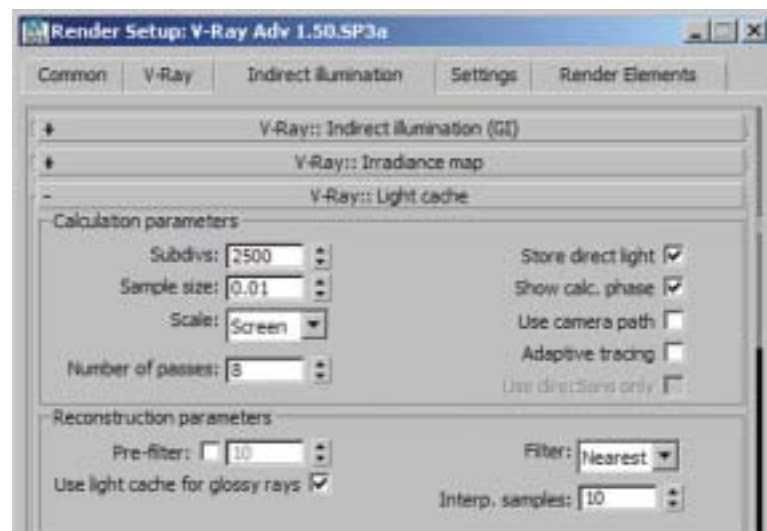 Render Setup: V-Ray Adv 1.50.SP3a
Common V-Ray Indirect illumination Settings Render Elements
+ V-Ray:: Indirect illumination (GI)
+ V-Ray:: Irradiance map
- V-Ray:: Light cache
Calculation parameters
Subdivs: 2500 Store direct light
Sample size: 0.01 Show calc. phase
Scale: Screen Use camera path
Adaptive tracing
Number of passes: 8
Use directions only
Reconstruction parameters
Pre-filter: 10 Filter: Nearest
Use light cache for glossy rays
Interp. samples: 10